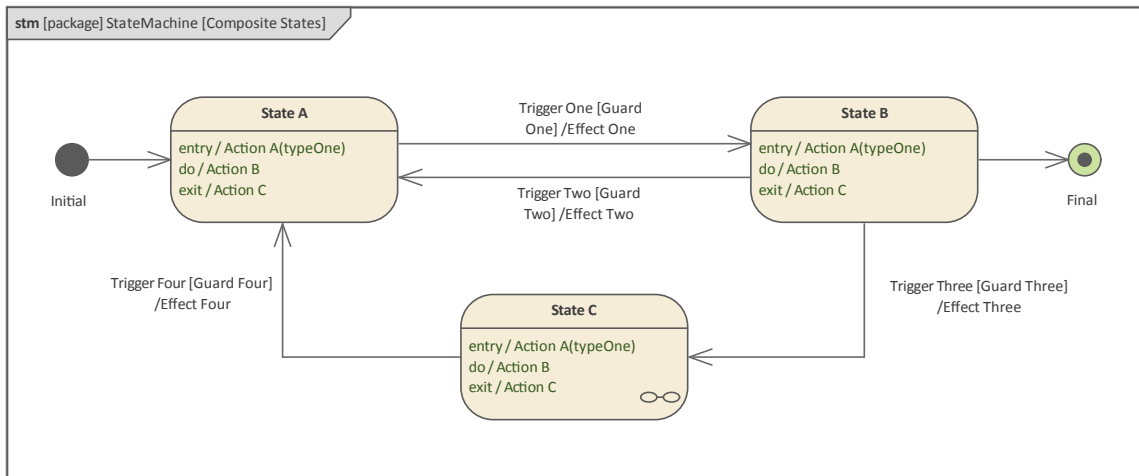 stm [package] StateMachine [Composite States]
State A
entry / Action A(typeOne)
do / Action B
exit / Action C
Trigger One [Guard
One] /Effect One
Trigger Two [Guard
Two] /Effect Two
State B
entry / Action A(typeOne)
do / Action B
exit / Action C
Initial
Final
Trigger Four [Guard Four]
/Effect Four
State C
entry / Action A(typeOne)
do / Action B
exit / Action C
Trigger Three [Guard Three]
/Effect Three